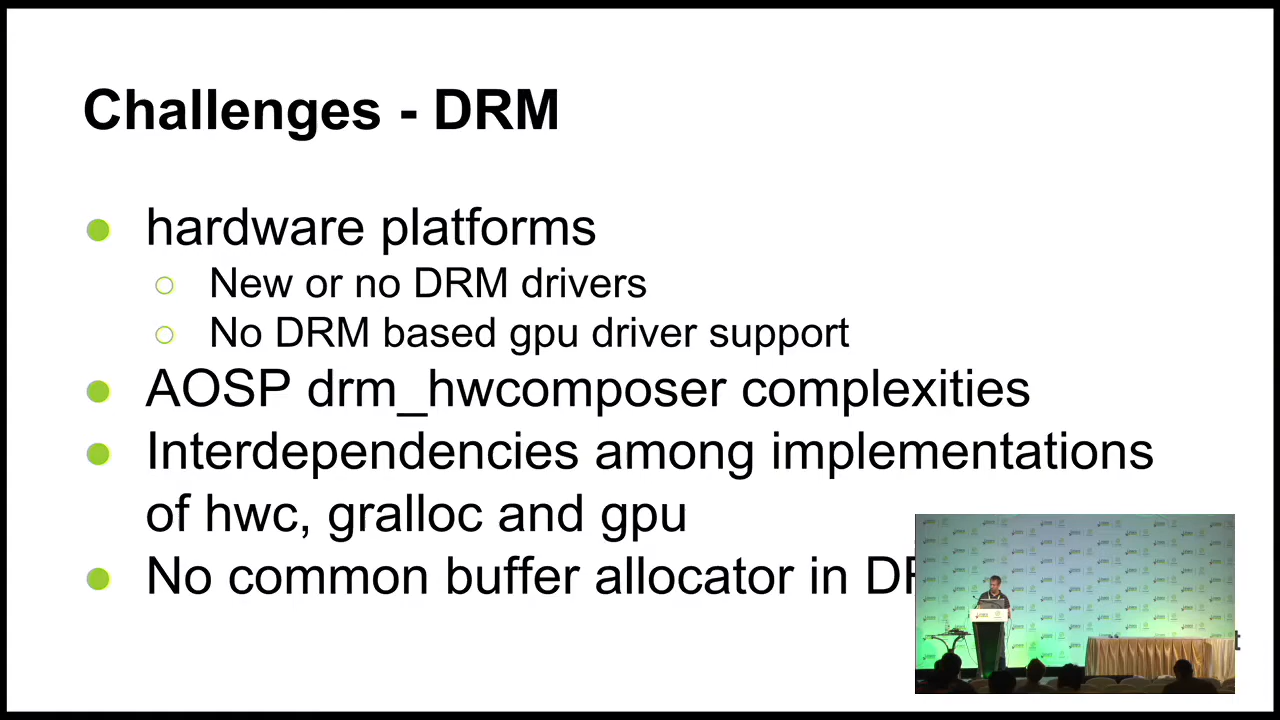 Challenges - DRM
hardware platforms
New or no DRM drivers
No DRM based gpu driver support
AOSP drm_hwcomposer complexities
Interdependencies among implementations
of hwc, gralloc and gpu
No common buffer allocator in